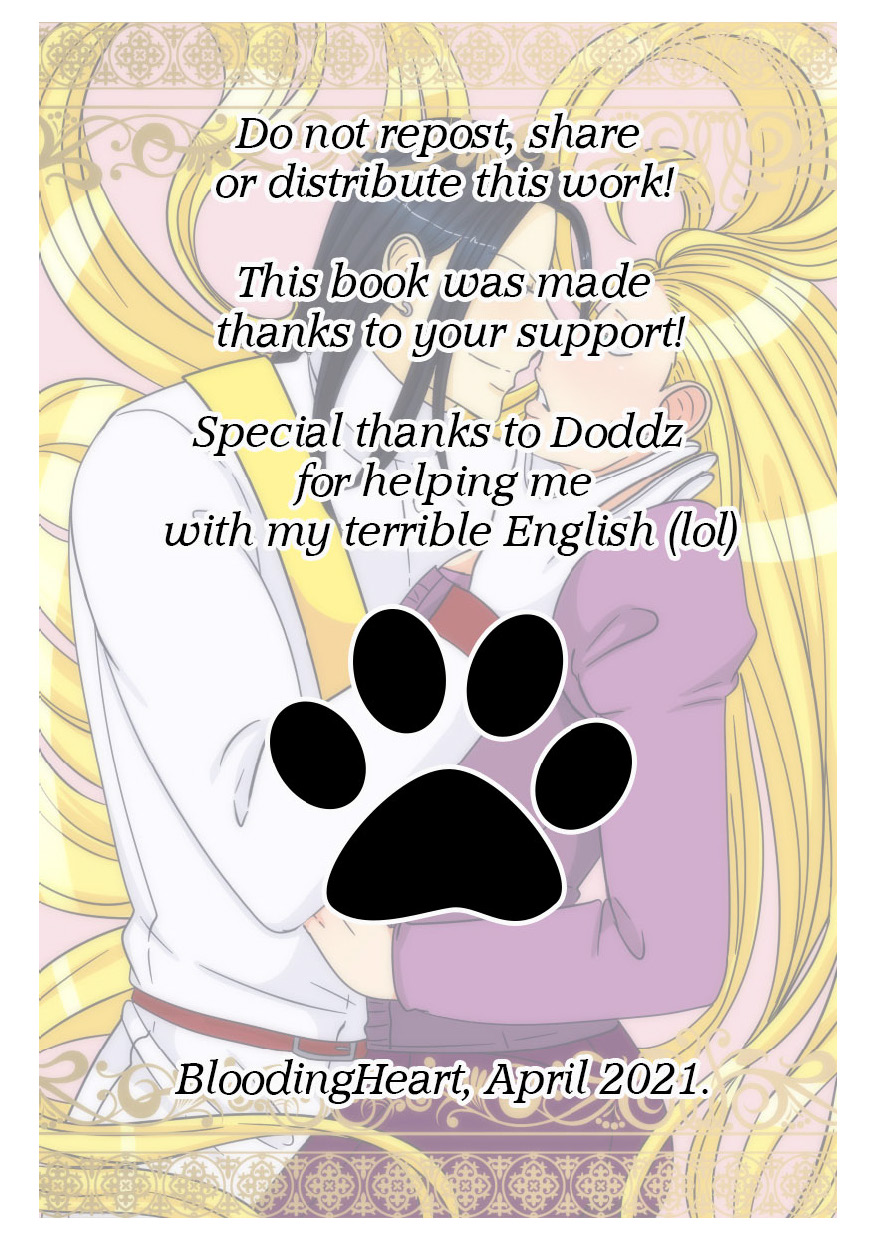 Do not repost, share
or distribute this work!
This book was made
thanks to your support!
Special thanks to Doddz
for helping me
with my terrible English (lol)
BloodingHeart, April 2021.